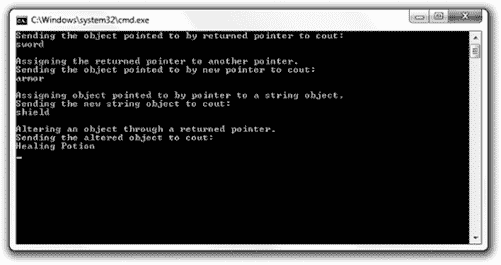 C:\Windows\system32\cmd.exe
Sending the object pointed to by returned pointer to cout:
sword
Assigning the returned pointer to another pointer.
Sending the object pointed to by new pointer to cout:
armor
Assigning object pointed to by pointer to a string object.
Sending the new string object to cout:
shield
Altering an object through a returned pointer.
Sending the altered object to cout:
Healing Potion